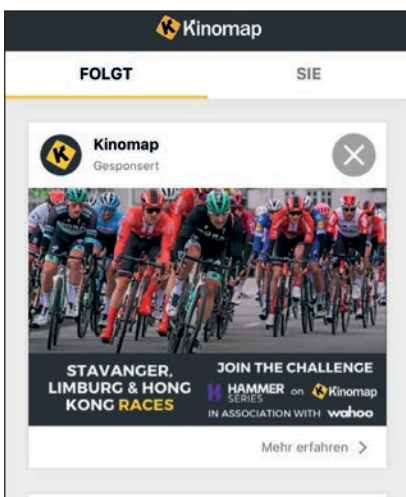 Kinomap
FOLGT
SIE
Kinomap
Gesponsert
STAVANGER,
LIMBURG & HONG
KONG RACES
JOIN THE CHALLENGE
HAMMER SERIES on Kinomap
IN ASSOCIATION WITH wahoo
Mehr erfahren